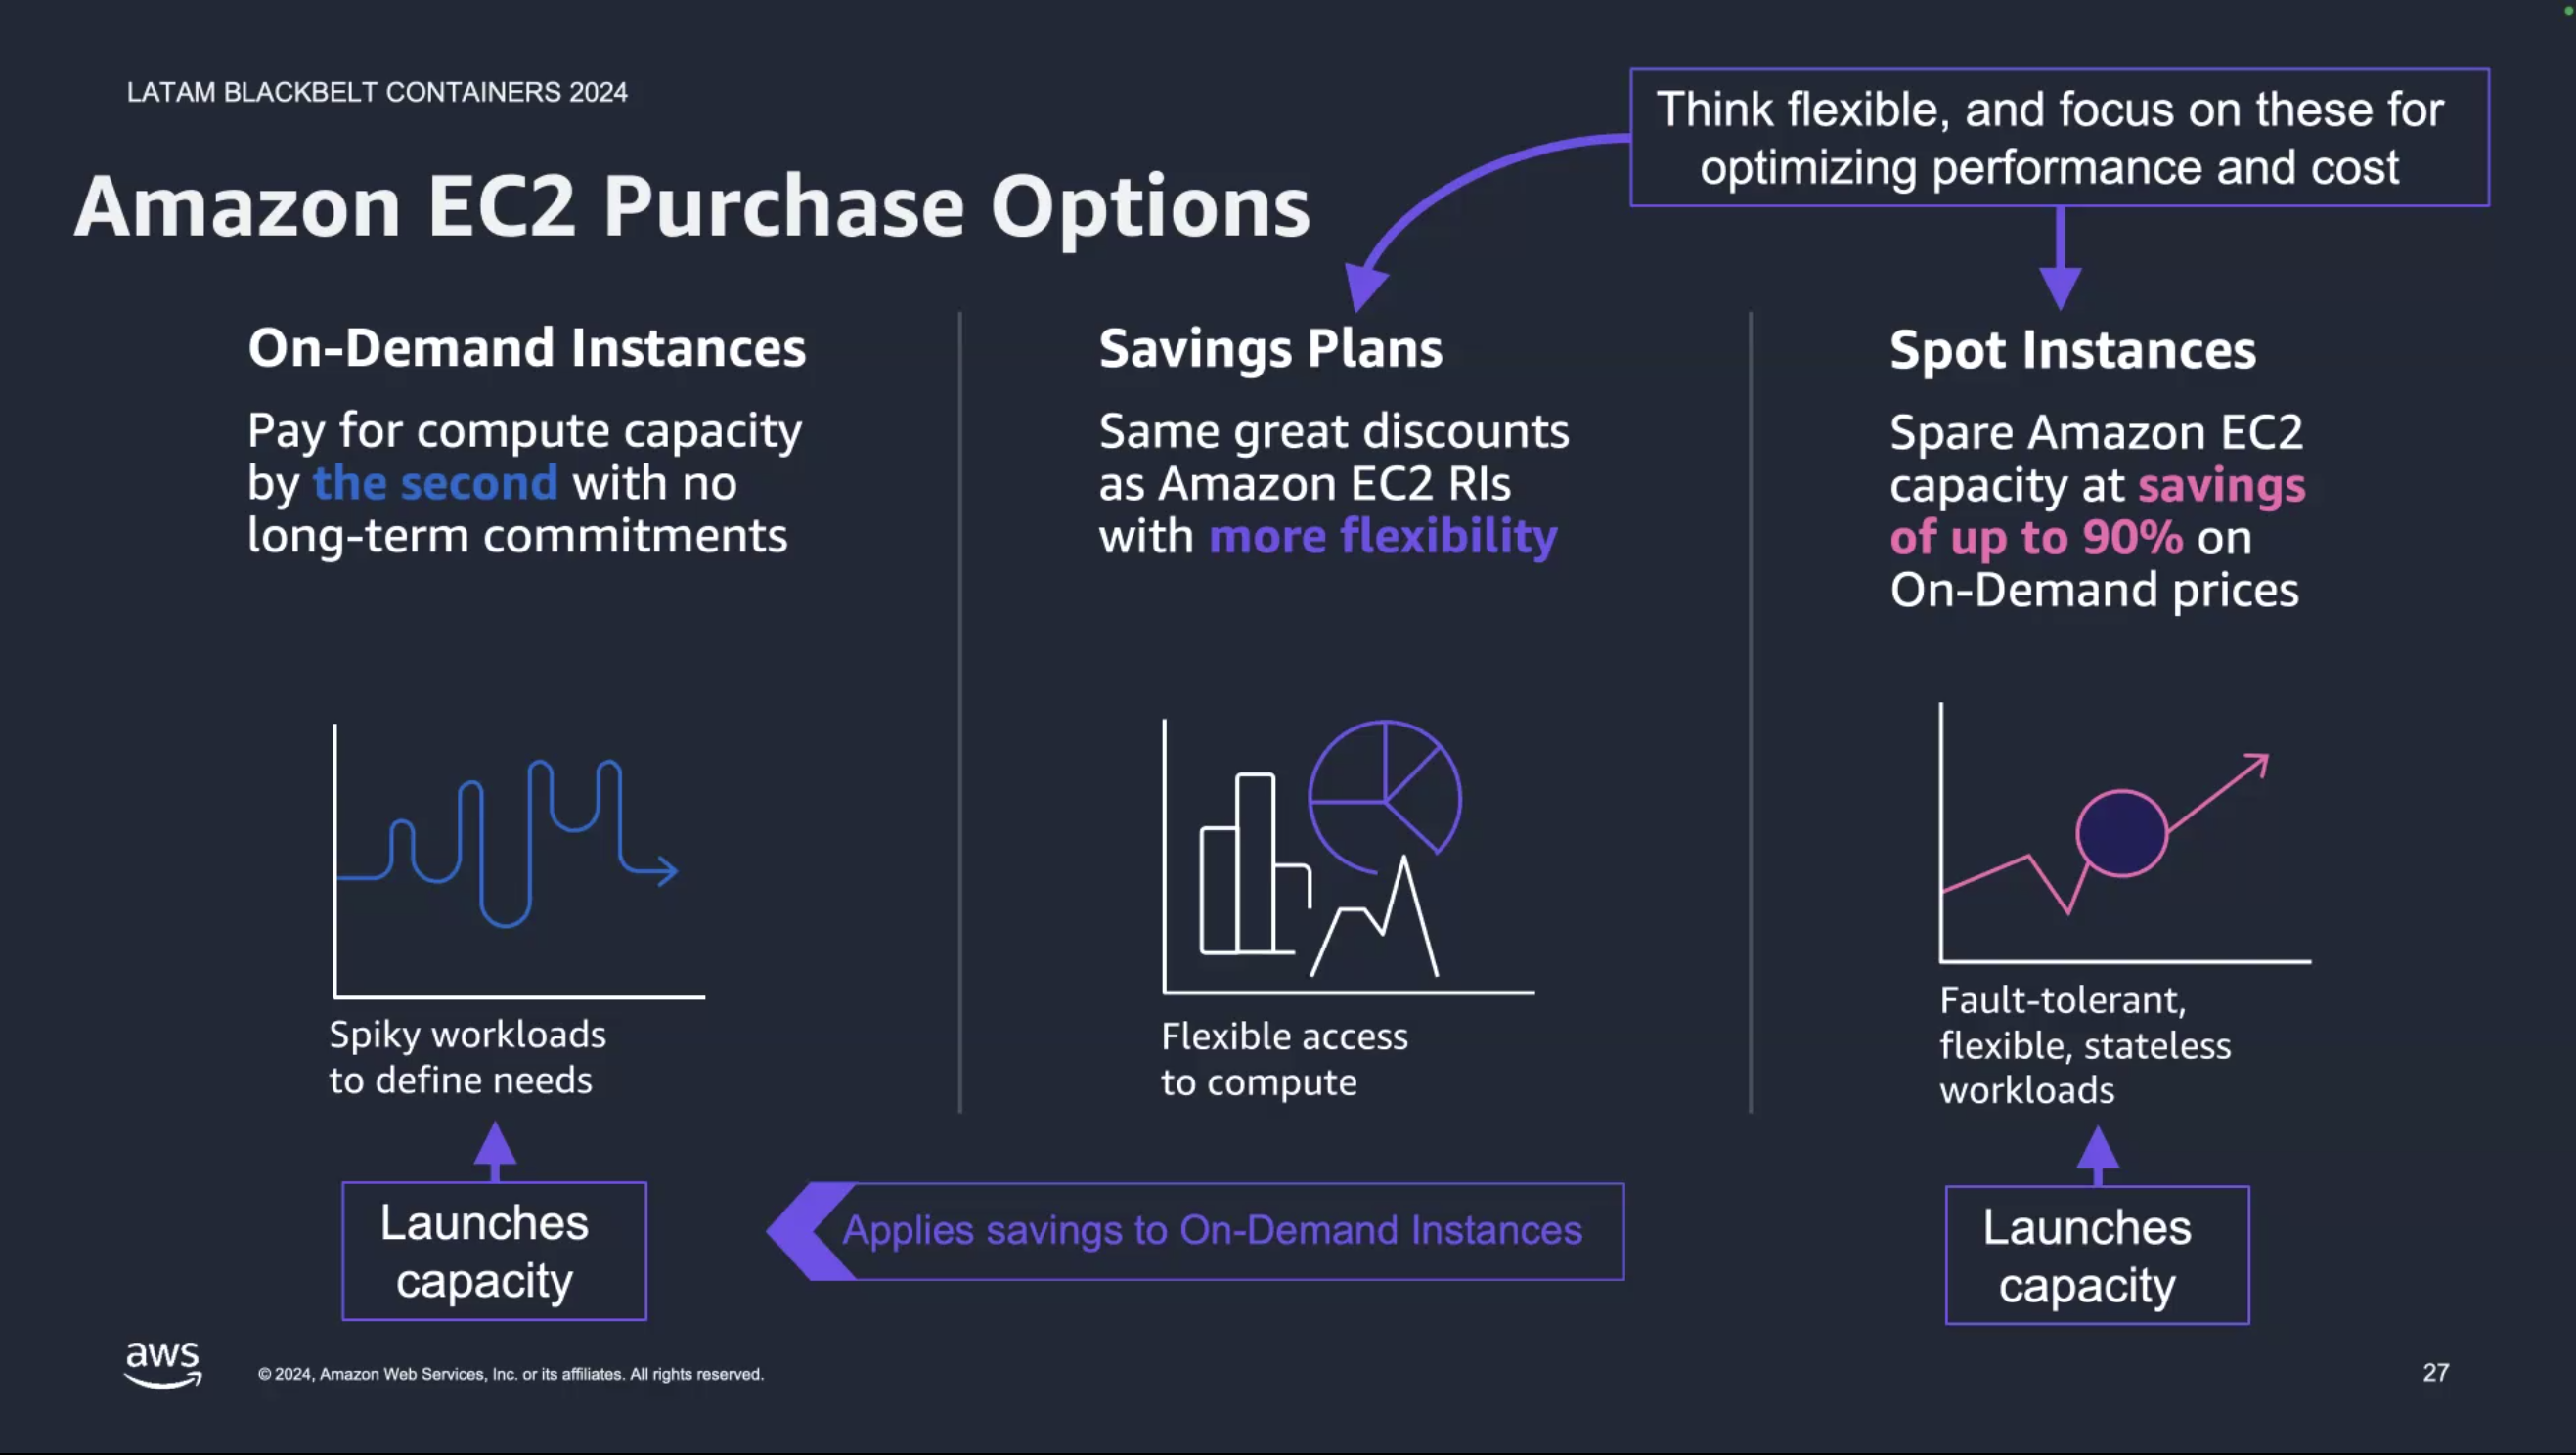 LATAM BLACKBELT CONTAINERS 2024
Think flexible, and focus on these for
optimizing performance and cost
Amazon EC2 Purchase Options
On-Demand Instances
Pay for compute capacity
by the second with no
long-term commitments
Spiky workloads
to define needs
Launches
capacity
Savings Plans
Same great discounts
as Amazon EC2 RIs
with more flexibility
Flexible access
to compute
Applies savings to On-Demand Instances
Spot Instances
Spare Amazon EC2
capacity at savings
of up to 90% on
On-Demand prices
Fault-tolerant,
flexible, stateless
workloads
Launches
capacity
aws
© 2024, Amazon Web Services, Inc. or its affiliates. All rights reserved.
27